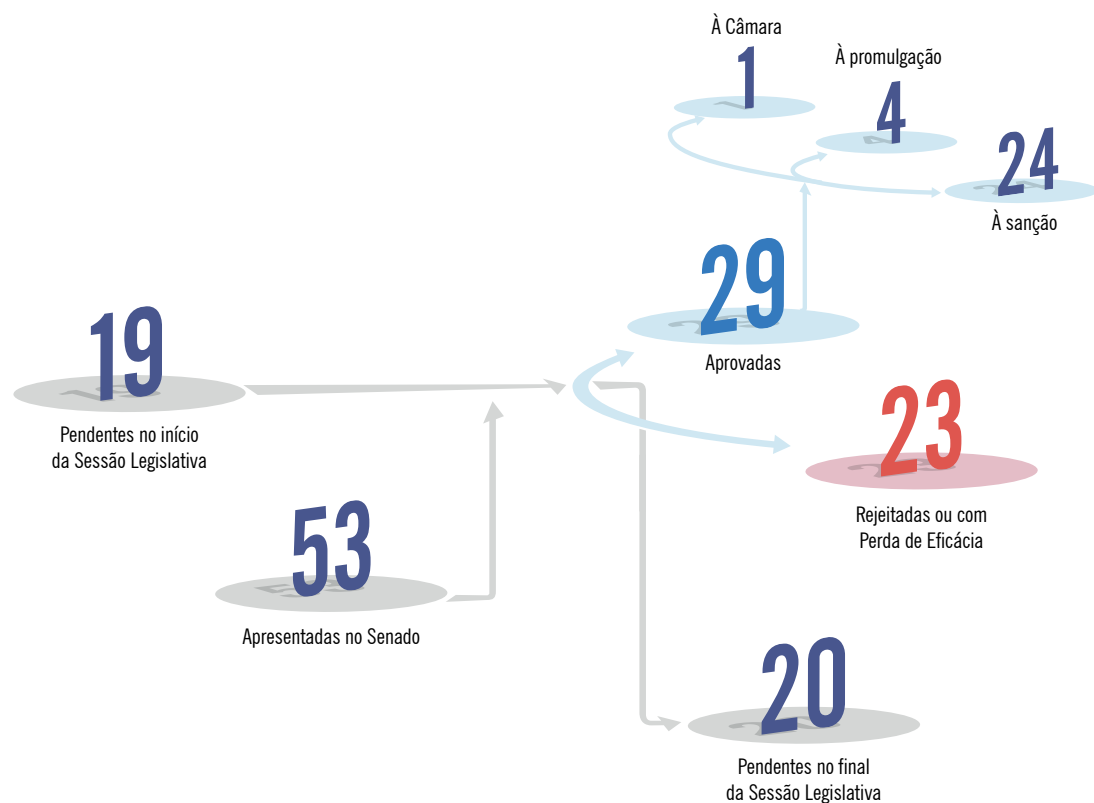 À Câmara
1
À promulgação
4
24
À sanção
29
Aprovadas
19
Pendentes no início
da Sessão Legislativa
23
Rejeitadas ou com
Perda de Eficácia
53
Apresentadas no Senado
20
Pendentes no final
da Sessão Legislativa